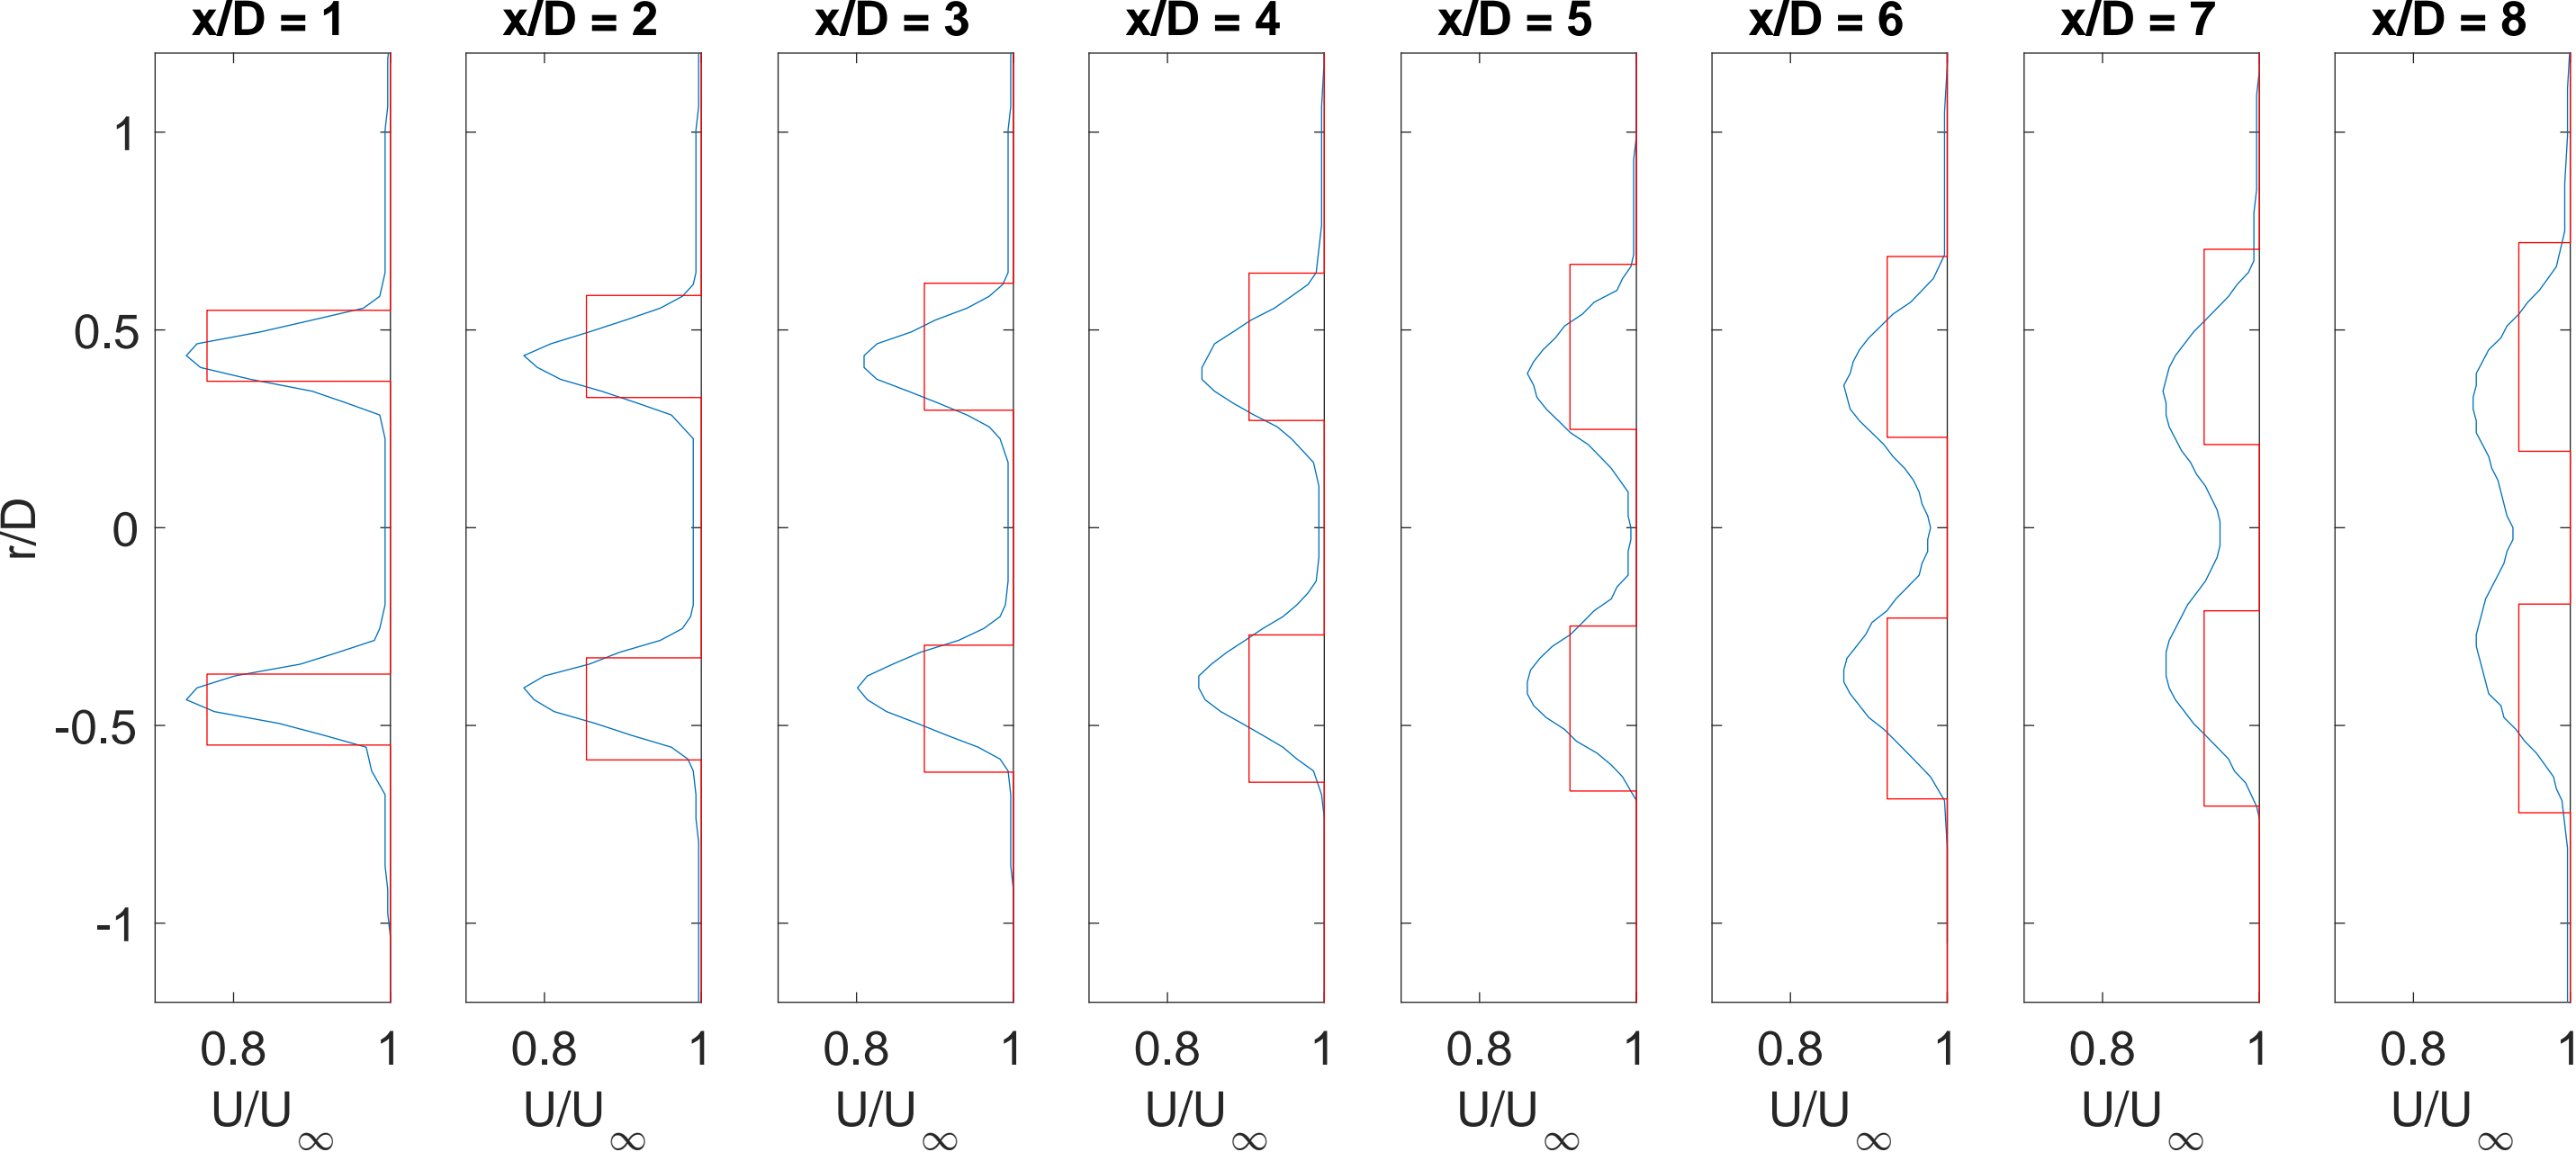 x/D = 1 x/D = 2 x/D = 3 x/D = 4 x/D = 5 x/D = 6 x/D = 7 x/D = 8
1
0.5
0
-0.5
-1
r/D
0.8 1 0.8 1 0.8 1 0.8 1 0.8 1 0.8 1 0.8 1 0.8 1
U/U∞ U/U∞ U/U∞ U/U∞ U/U∞ U/U∞ U/U∞ U/U∞